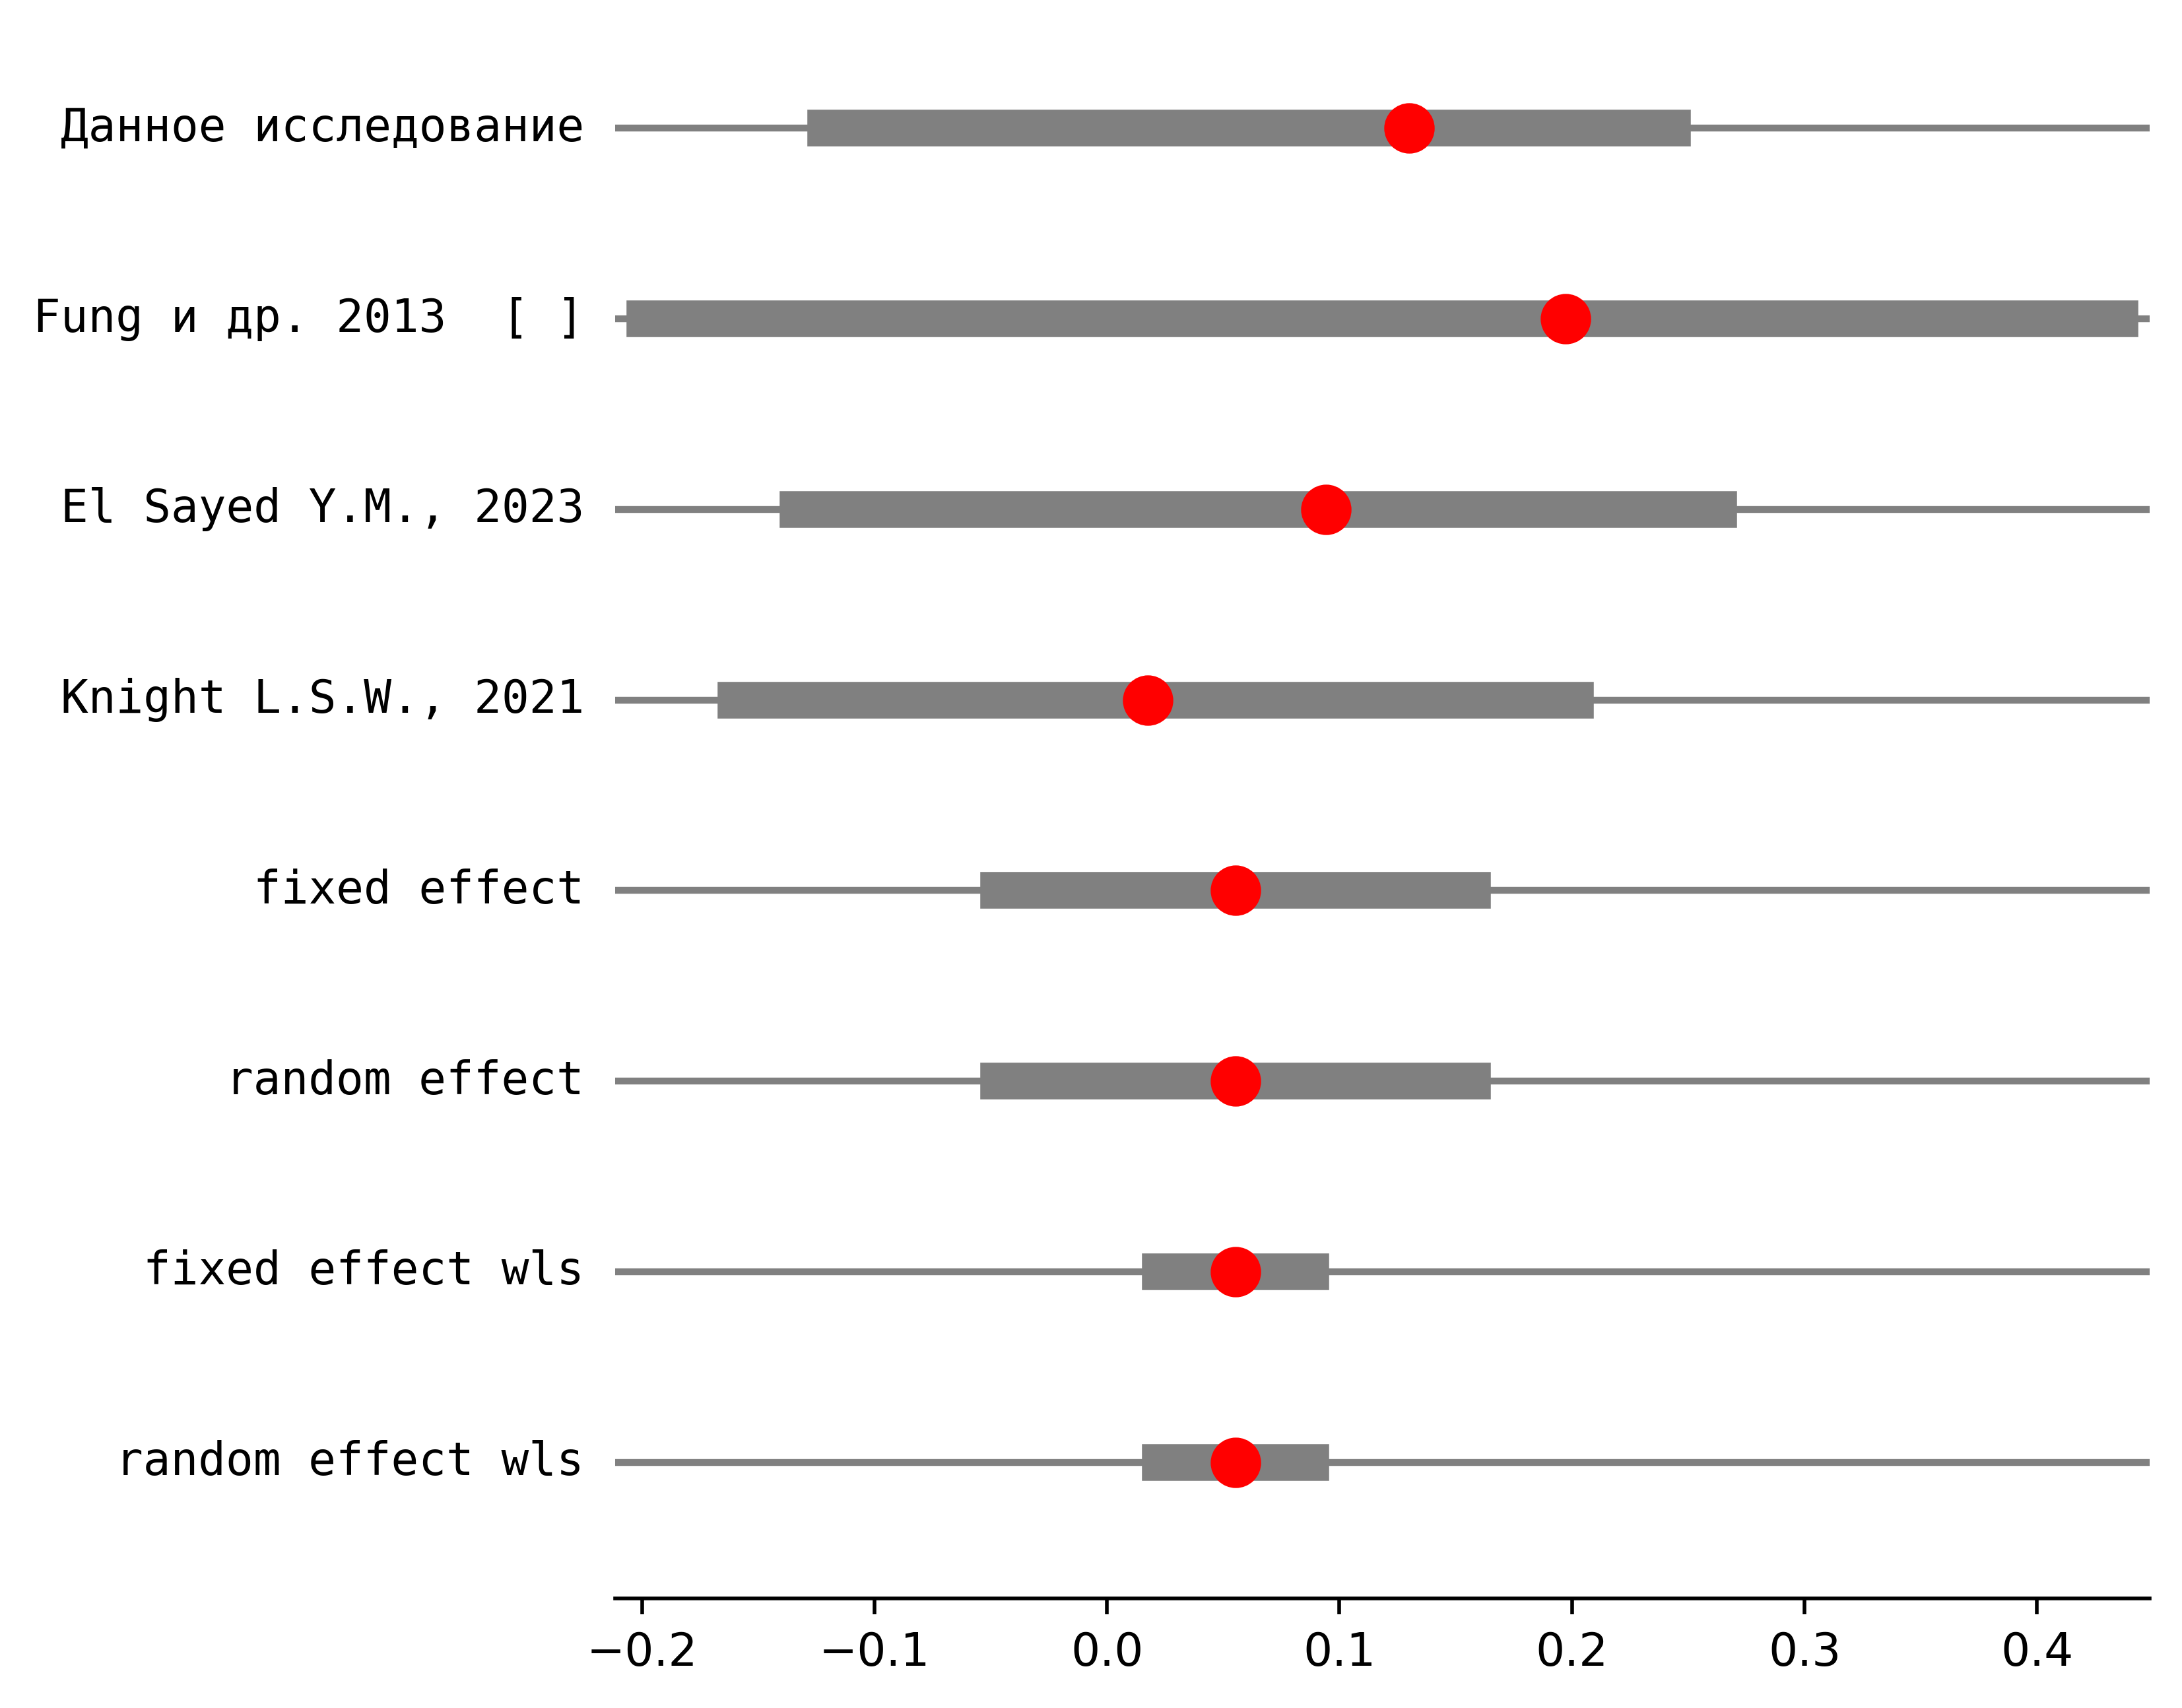 Данное исследование
Fung и др. 2013  [ ]
El Sayed Y.M., 2023
Knight L.S.W., 2021
fixed effect
random effect
fixed effect wls
random effect wls
−0.2 −0.1 0.0 0.1 0.2 0.3 0.4